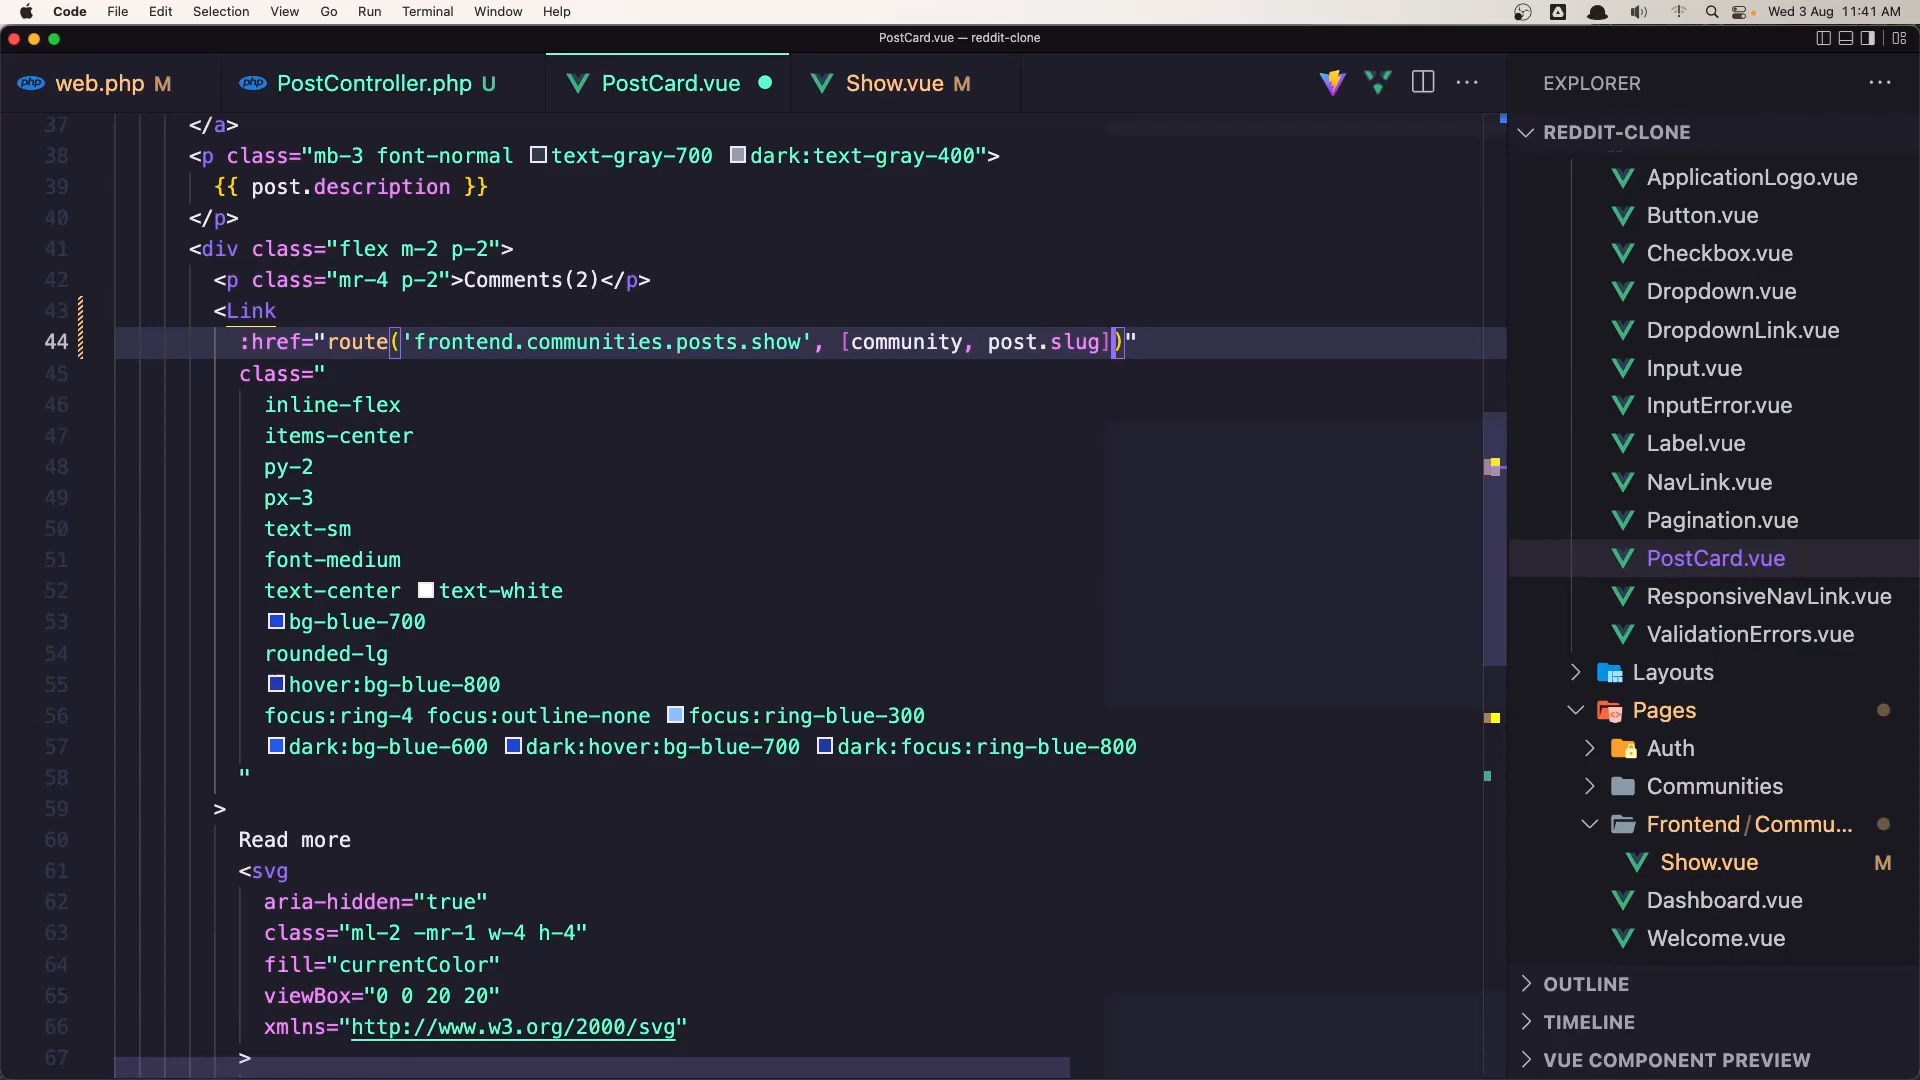 Code File Edit Selection View Go Run Terminal Window Help Wed 3 Aug 11:41 AM
PostCard.vue — reddit-clone
php web.php M php PostController.php U PostCard.vue Show.vue M
37 </a>
38 <p class="mb-3 font-normal text-gray-700 dark:text-gray-400">
39 {{ post.description }}
40 </p>
41 <div class="flex m-2 p-2">
42 <p class="mr-4 p-2">Comments(2)</p>
43 <Link
44 :href="route('frontend.communities.posts.show', [community, post.slug])"
45 class="
46 inline-flex
47 items-center
48 py-2
49 px-3
50 text-sm
51 font-medium
52 text-center text-white
53 bg-blue-700
54 rounded-lg
55 hover:bg-blue-800
56 focus:ring-4 focus:outline-none focus:ring-blue-300
57 dark:bg-blue-600 dark:hover:bg-blue-700 dark:focus:ring-blue-800
58 "
59 >
60 Read more
61 <svg
62 aria-hidden="true"
63 class="ml-2 -mr-1 w-4 h-4"
64 fill="currentColor"
65 viewBox="0 0 20 20"
66 xmlns="http://www.w3.org/2000/svg"
67 >
EXPLORER
REDDIT-CLONE
ApplicationLogo.vue
Button.vue
Checkbox.vue
Dropdown.vue
DropdownLink.vue
Input.vue
InputError.vue
Label.vue
NavLink.vue
Pagination.vue
PostCard.vue
ResponsiveNavLink.vue
ValidationErrors.vue
Layouts
Pages
Auth
Communities
Frontend/Commu...
Show.vue M
Dashboard.vue
Welcome.vue
OUTLINE
TIMELINE
VUE COMPONENT PREVIEW